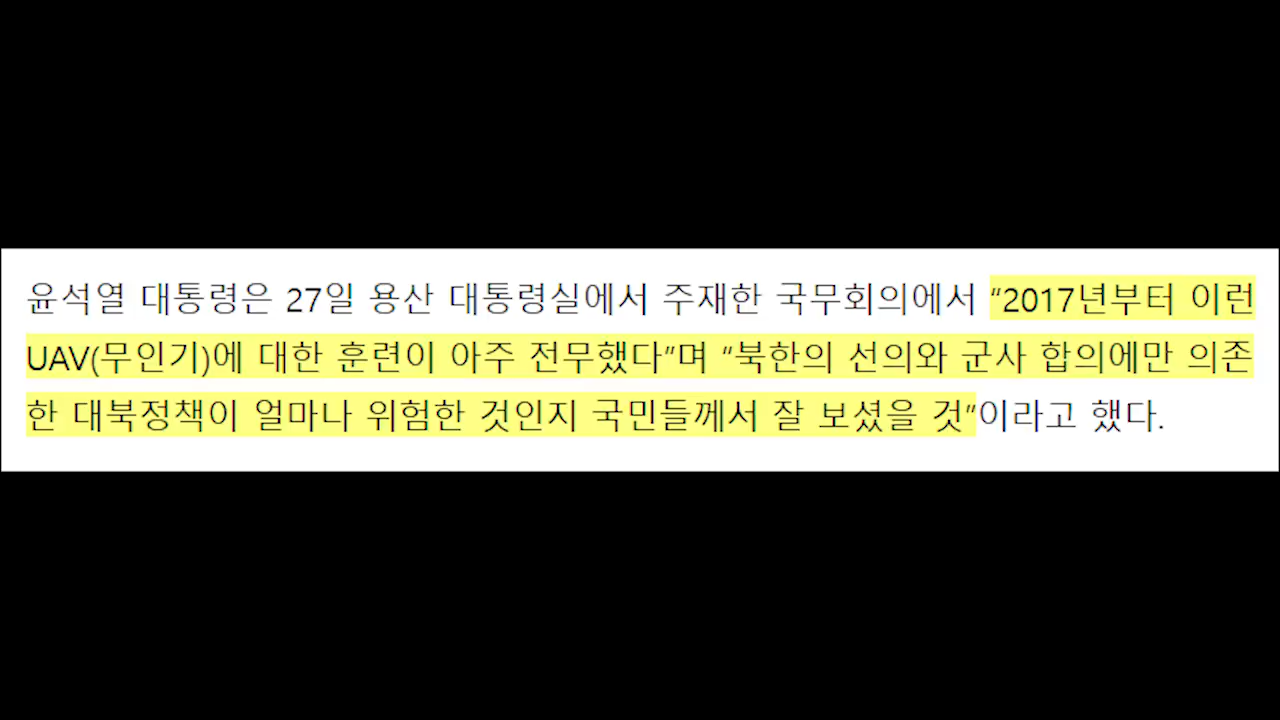 윤석열 대통령은 27일 용산 대통령실에서 주재한 국무회의에서 “2017년부터 이런
UAV(무인기)에 대한 훈련이 아주 전무했다”며 “북한의 선의와 군사 합의에만 의존
한 대북정책이 얼마나 위험한 것인지 국민들께서 잘 보셨을 것”이라고 했다.